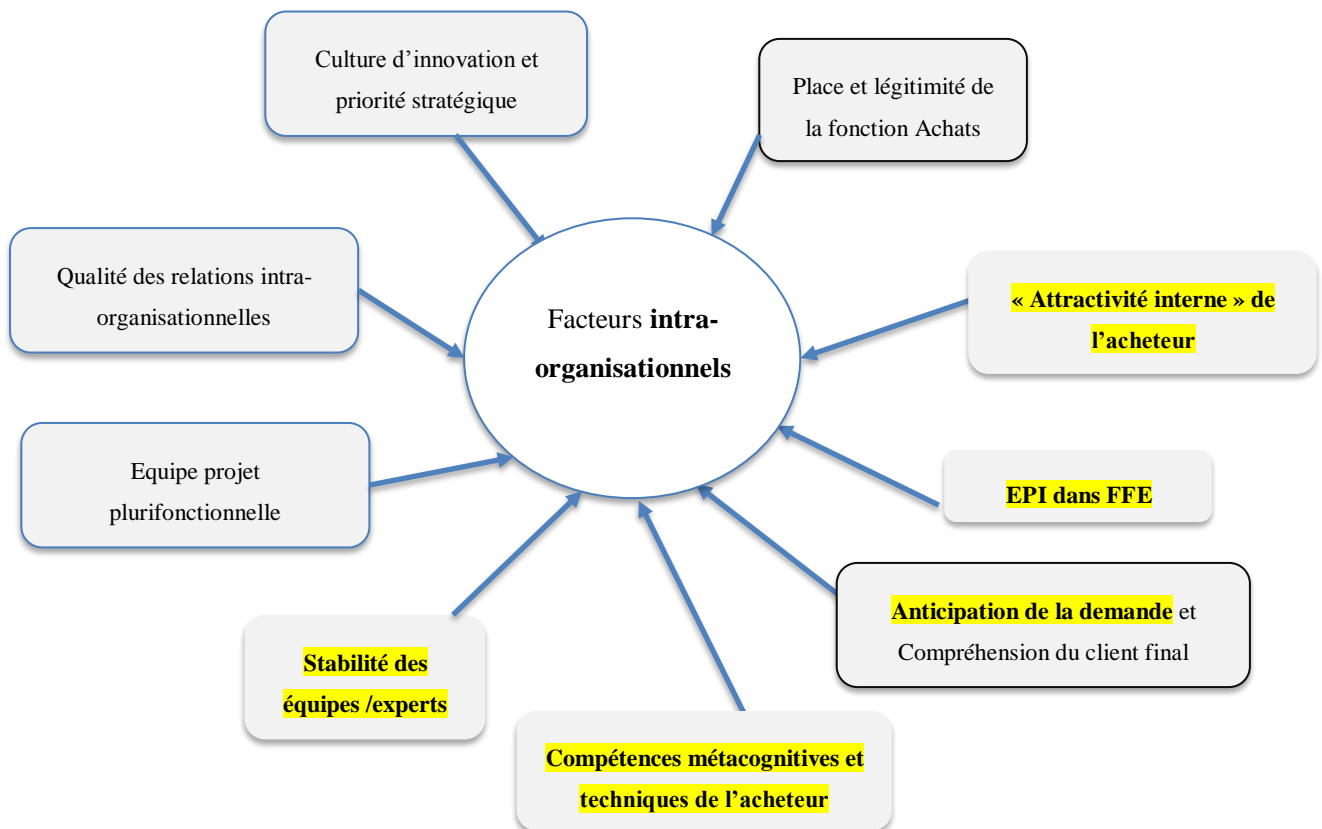 Culture d’innovation et
priorité stratégique
Place et légitimité de
la fonction Achats
Qualité des relations intra-
organisationnelles
Facteurs intra-
organisationnels
« Attractivité interne » de
l’acheteur
Equipe projet
plurifonctionnelle
EPI dans FFE
Anticipation de la demande et
Compréhension du client final
Stabilité des
équipes /experts
Compétences métacognitives et
techniques de l’acheteur